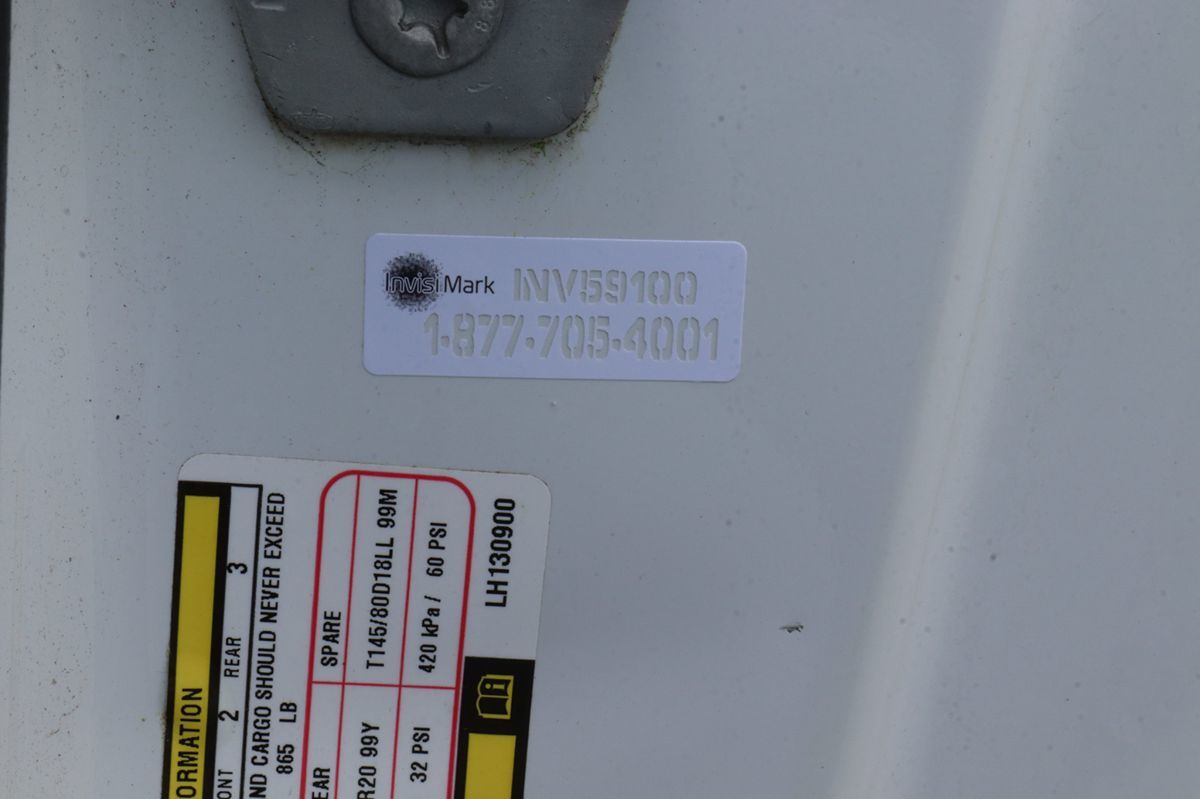 InvisiMark INV59100
1-877-705-4001
ORMATION
ONT 2 REAR 3
ND CARGO SHOULD NEVER EXCEED
865 LB
EAR SPARE
R20 99Y T145/80D18LL 99M
32 PSI 420 kPa / 60 PSI
LH130900